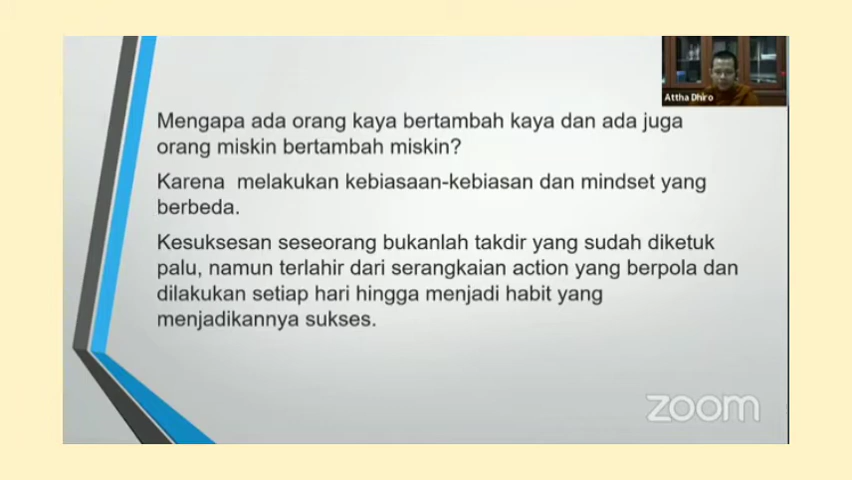 Attha Dhiro
Mengapa ada orang kaya bertambah kaya dan ada juga
orang miskin bertambah miskin?
Karena melakukan kebiasaan-kebiasan dan mindset yang
berbeda.
Kesuksesan seseorang bukanlah takdir yang sudah diketuk
palu, namun terlahir dari serangkaian action yang berpola dan
dilakukan setiap hari hingga menjadi habit yang
menjadikannya sukses.
zoom